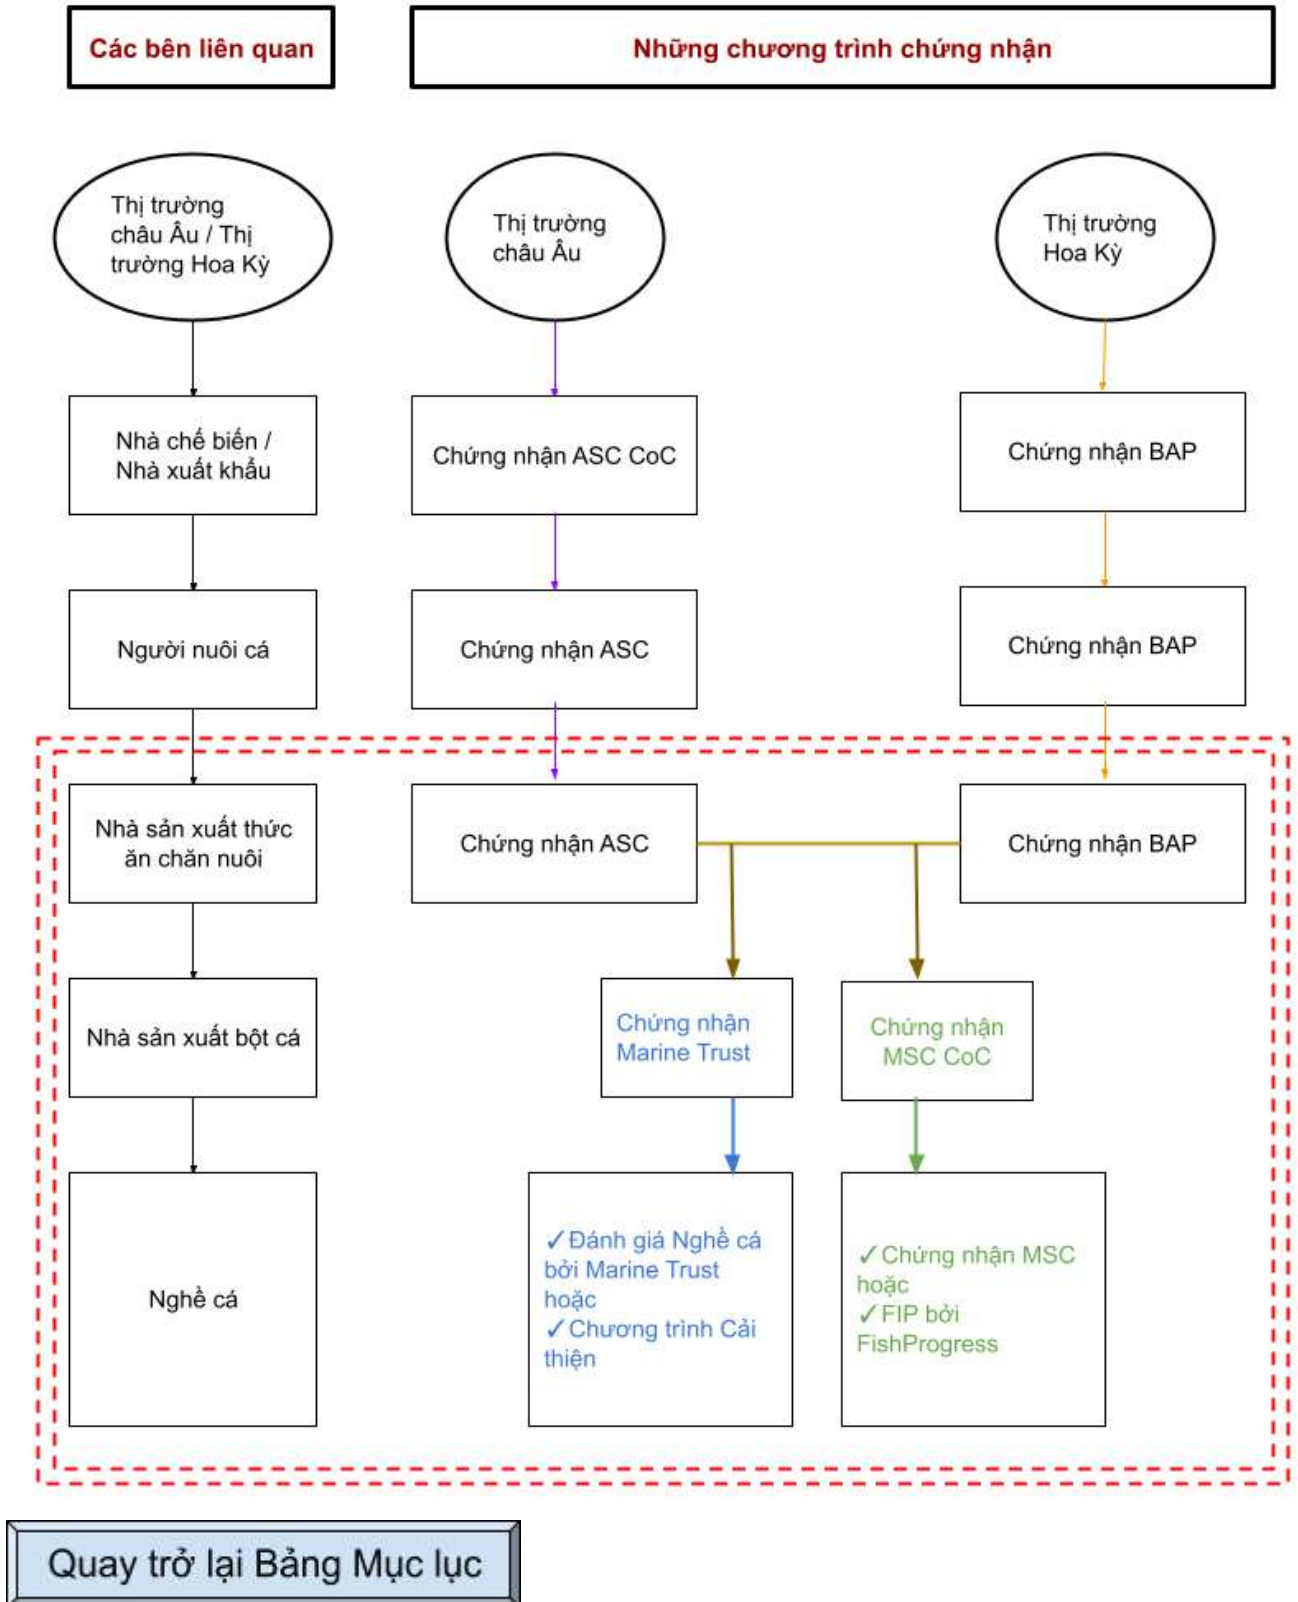 Các bên liên quan
Những chương trình chứng nhận
Thị trường
châu Âu / Thị
trường Hoa Kỳ
Thị trường
châu Âu
Thị trường
Hoa Kỳ
Nhà chế biến /
Nhà xuất khẩu
Chứng nhận ASC CoC
Chứng nhận BAP
Người nuôi cá
Chứng nhận ASC
Chứng nhận BAP
Nhà sản xuất thức
ăn chăn nuôi
Chứng nhận ASC
Chứng nhận BAP
Nhà sản xuất bột cá
Chứng nhận
Marine Trust
Chứng nhận
MSC CoC
Nghề cá
✓Đánh giá Nghề cá
bởi Marine Trust
hoặc
✓Chương trình Cải
thiện
✓Chứng nhận MSC
hoặc
✓FIP bởi
FishProgress
Quay trở lại Bảng Mục lục